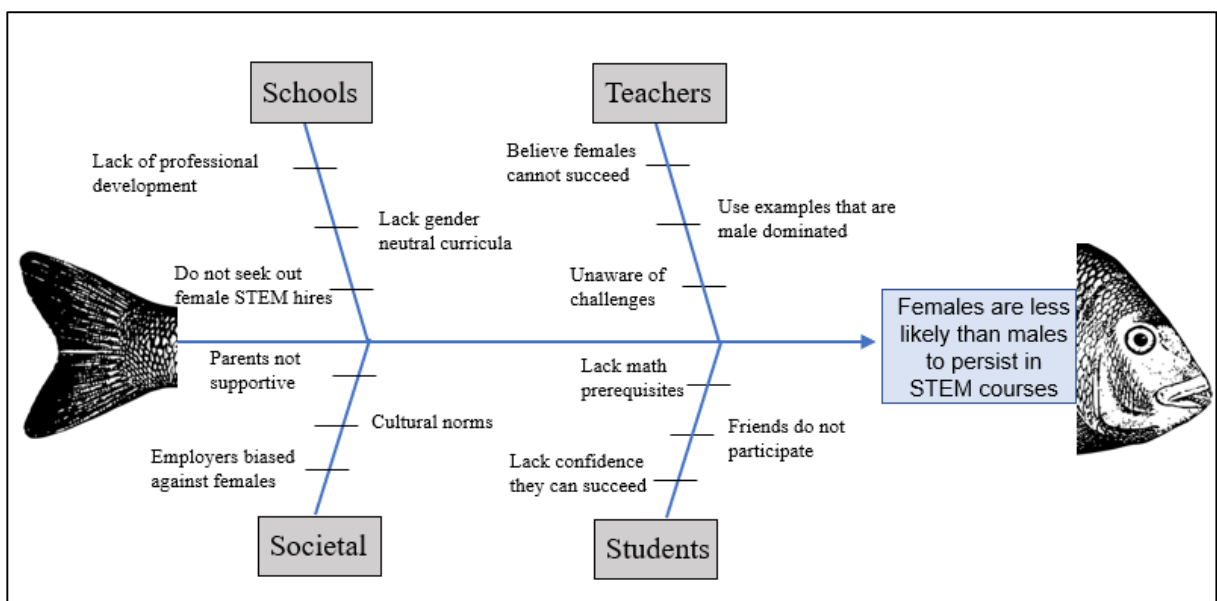 Schools
Teachers
Lack of professional
development
Believe females
cannot succeed
Lack gender
neutral curricula
Use examples that are
male dominated
Do not seek out
female STEM hires
Unaware of
challenges
Females are less
likely than males
to persist in
STEM courses
Parents not
supportive
Lack math
prerequisites
Cultural norms
Friends do not
participate
Employers biased
against females
Lack confidence
they can succeed
Societal
Students